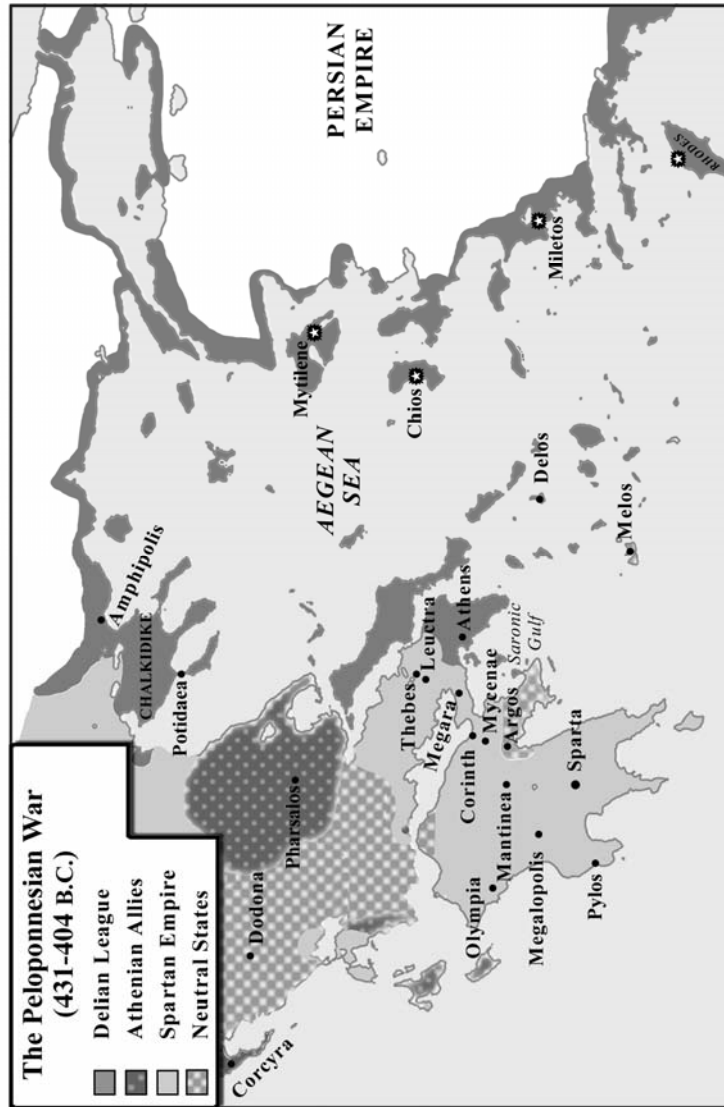 The Peloponnesian War
(431-404 B.C.)
Delian League
Athenian Allies
Spartan Empire
Neutral States
CHALKIDIKE
Amphipolis
Potidaea
PERSIAN
EMPIRE
Corcyra
Dodona
Pharsalos
AEGEAN
SEA
Mytilene
Chios
Thebes
Leuctra
Megara
Athens
Corinth
Mycenae
Argos
Saronic
Gulf
Olympia
Mantinea
Megalopolis
Sparta
Pylos
Delos
Melos
Miletos
RHODES